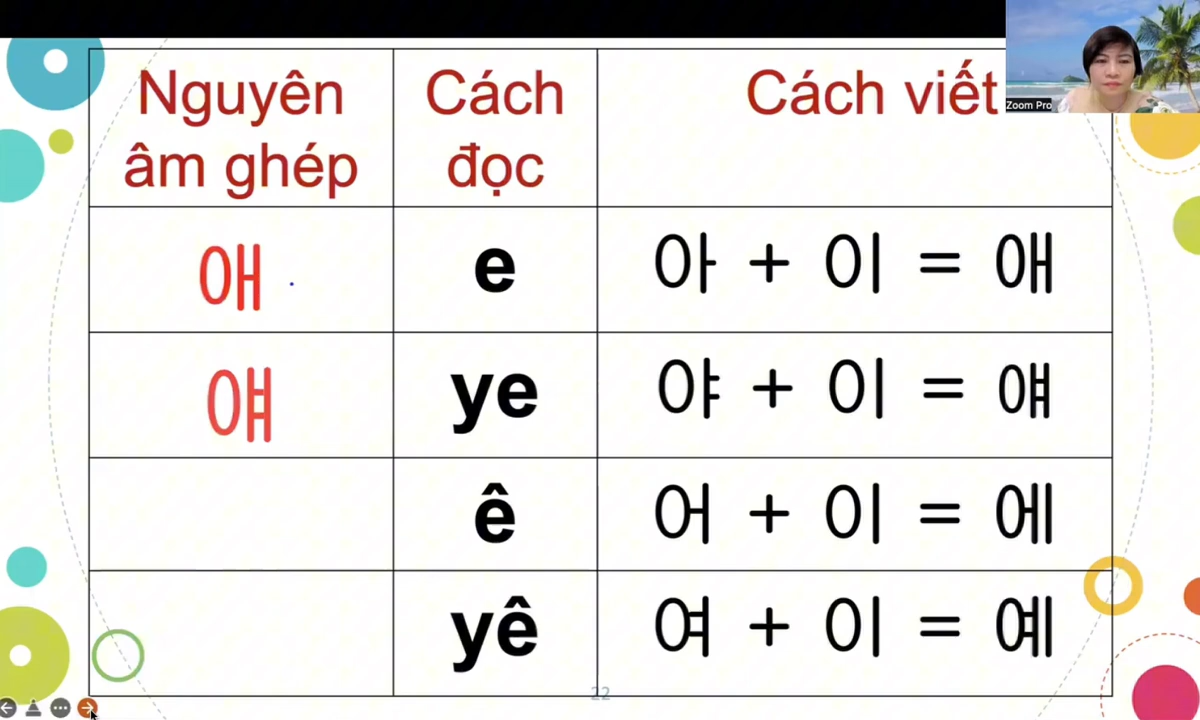 Zoom Pro
Nguyên âm ghép
Cách đọc
Cách viết
애
e
아 + 이 = 애
얘
ye
야 + 이 = 얘
ê
어 + 이 = 에
yê
여 + 이 = 예
22